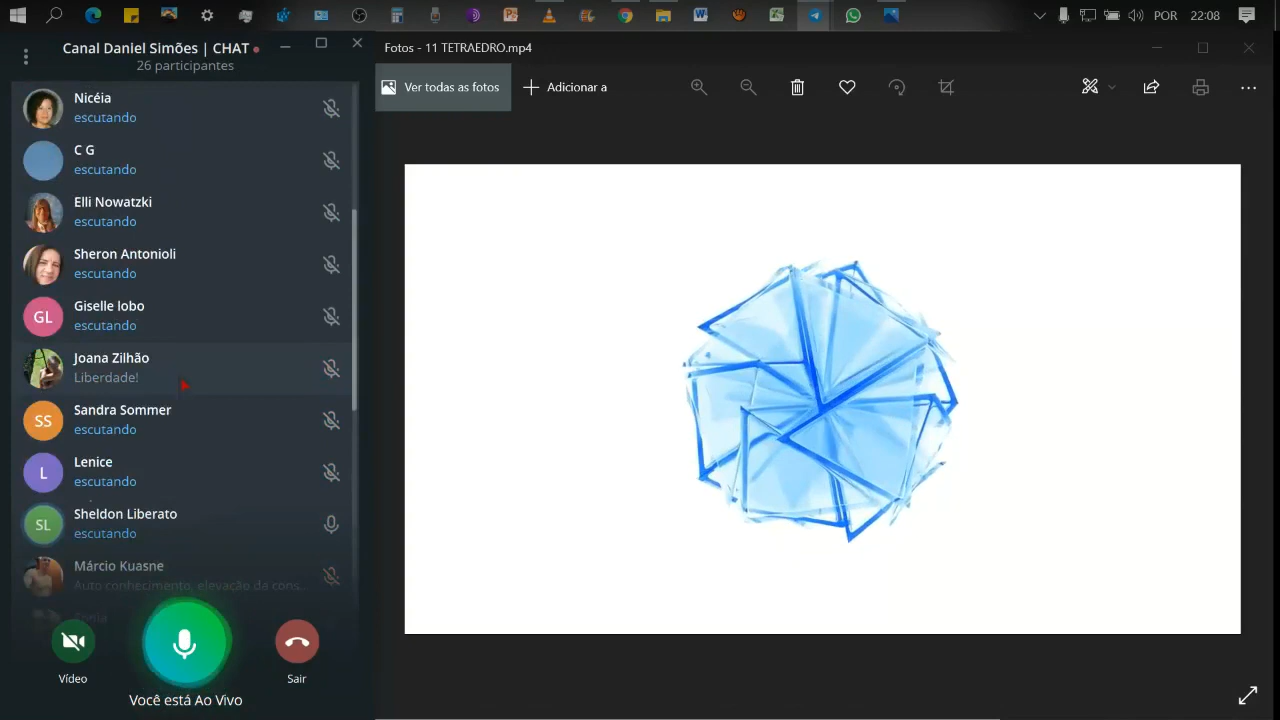 POR
22:08
Canal Daniel Simões | CHAT
26 participantes
Fotos - 11 TETRAEDRO.mp4
Ver todas as fotos
Adicionar a
Nicéia
escutando
C G
escutando
Elli Nowatzki
escutando
Sheron Antonioli
escutando
GL
Giselle lobo
escutando
Joana Zilhão
Liberdade!
SS
Sandra Sommer
escutando
L
Lenice
escutando
SL
Sheldon Liberato
escutando
Márcio Kuasne
Auto conhecimento, elevação da cons...
Sonia
Vídeo
Sair
Você está Ao Vivo